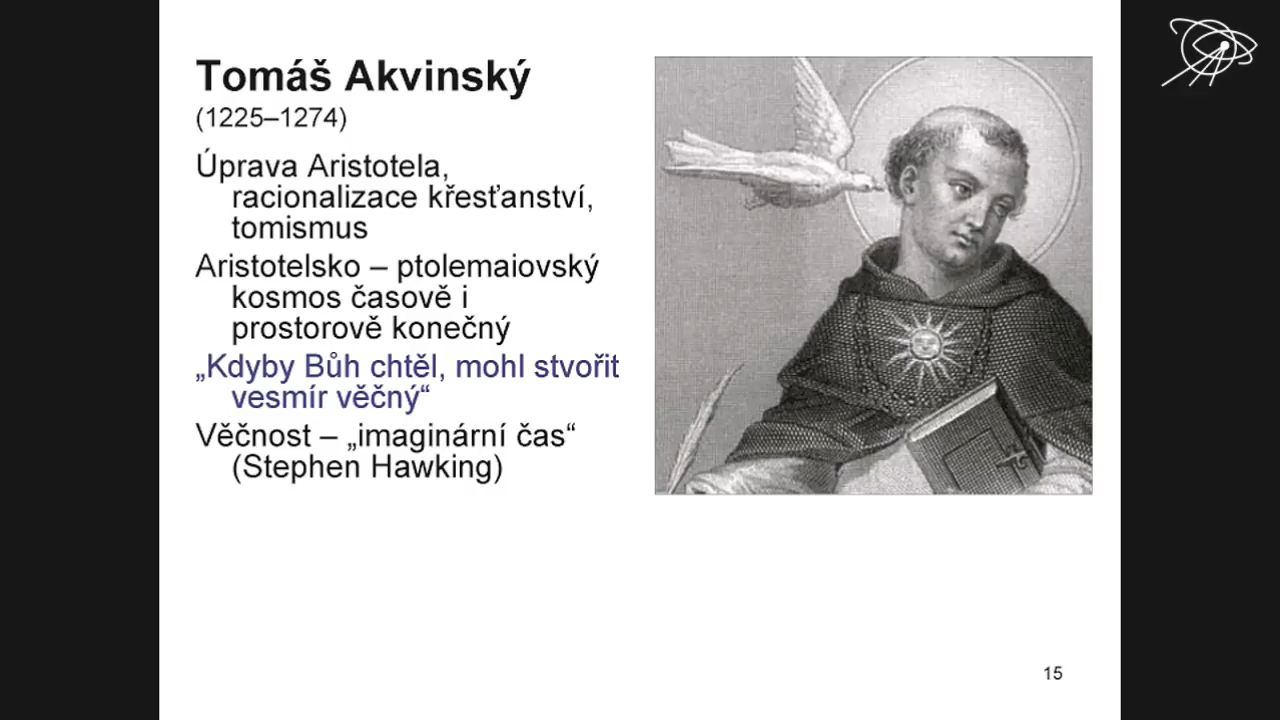 Tomáš Akvinský
(1225–1274)
Úprava Aristotela,
racionalizace křesťanství,
tomismus
Aristotelsko – ptolemaiovský
kosmos časově i
prostorově konečný
„Kdyby Bůh chtěl, mohl stvořit
vesmír věčný“
Věčnost – „imaginární čas“
(Stephen Hawking)
15